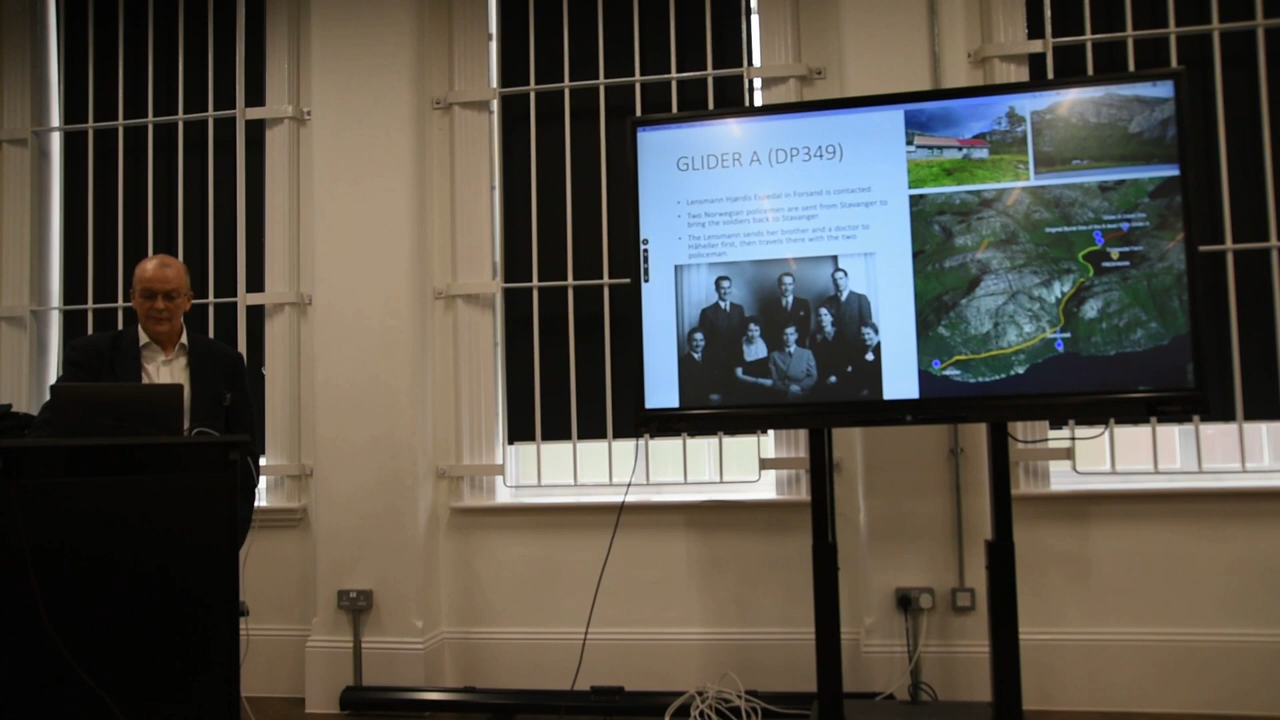 GLIDER A (DP349)
• Lensmann Hjørdis Espedal in Forsand is contacted.
• Two Norwegian policemen are sent from Stavanger to
bring the soldiers back to Stavanger.
• The Lensmann sends her brother and a doctor to
Håheller first, then travels there with the two
policeman.